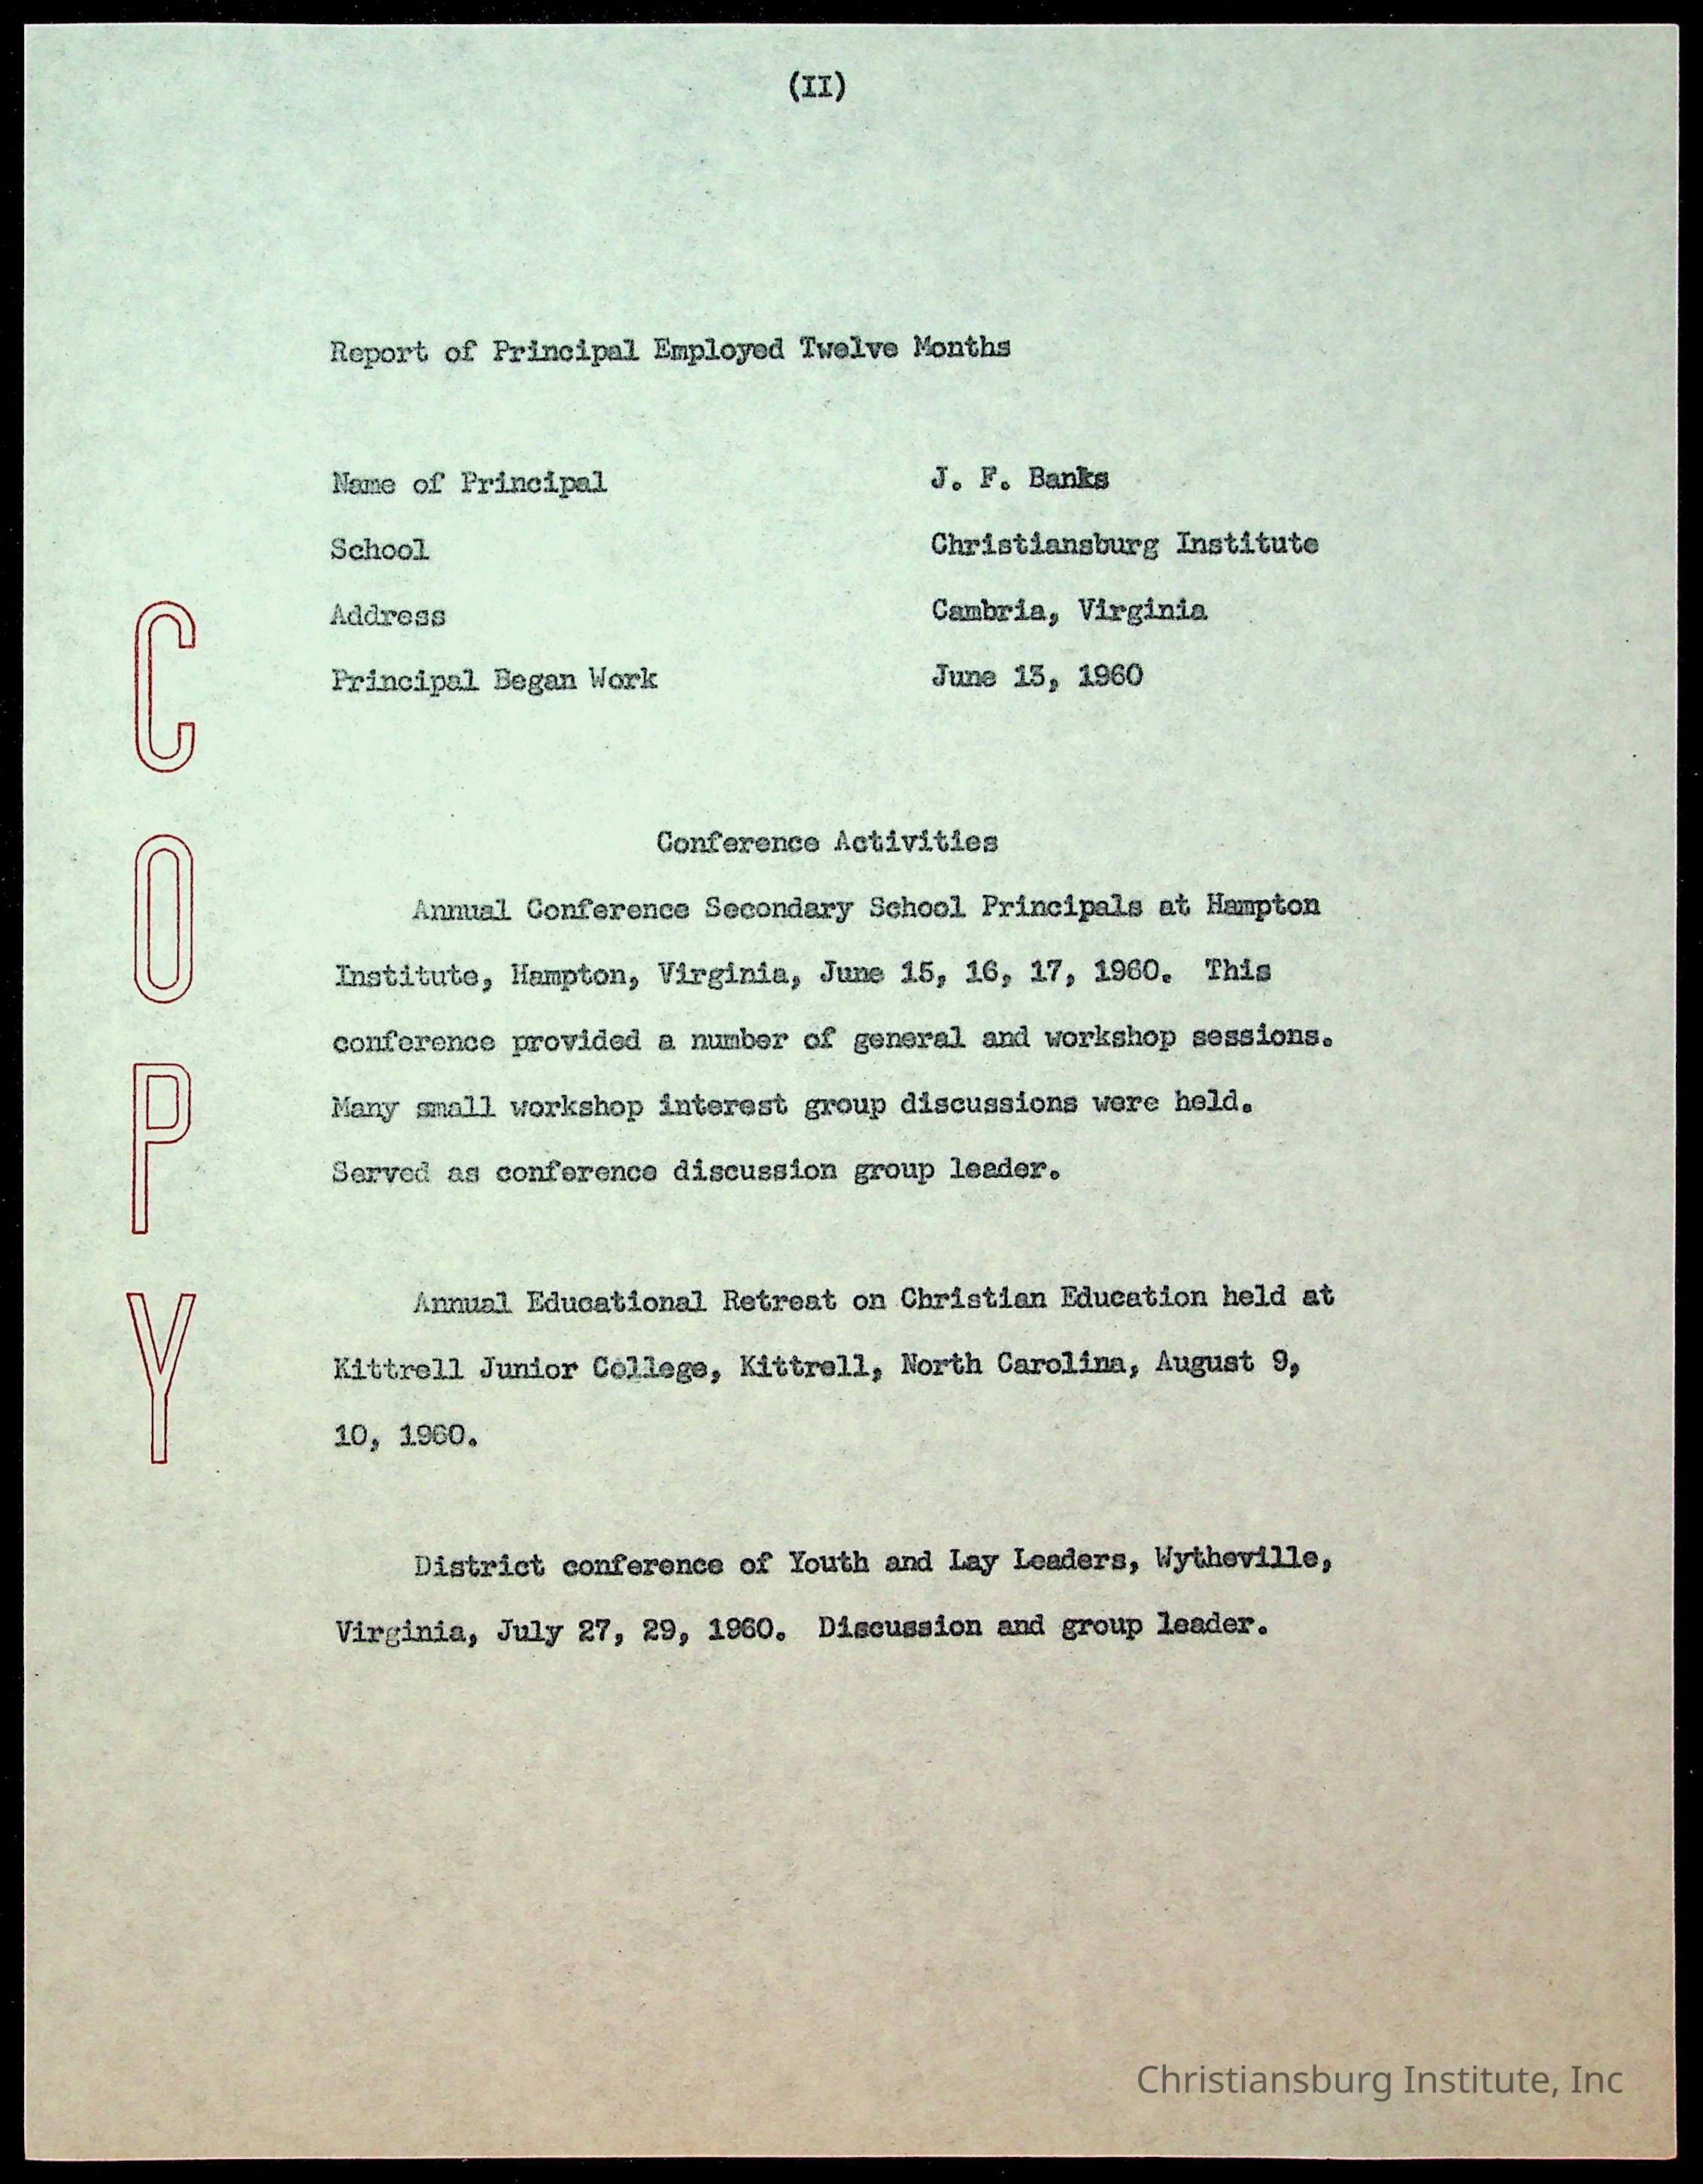 (II)
Report of Principal Employed Twelve Months
Name of Principal J. F. Banks
School Christiansburg Institute
Address Cambria, Virginia
Principal Began Work June 13, 1960
COPY
Conference Activities
Annual Conference Secondary School Principals at Hampton
Institute, Hampton, Virginia, June 15, 16, 17, 1960. This
conference provided a number of general and workshop sessions.
Many small workshop interest group discussions were held.
Served as conference discussion group leader.
Annual Educational Retreat on Christian Education held at
Kittrell Junior College, Kittrell, North Carolina, August 9,
10, 1960.
District conference of Youth and Lay Leaders, Wytheville,
Virginia, July 27, 29, 1960. Discussion and group leader.
Christiansburg Institute, Inc